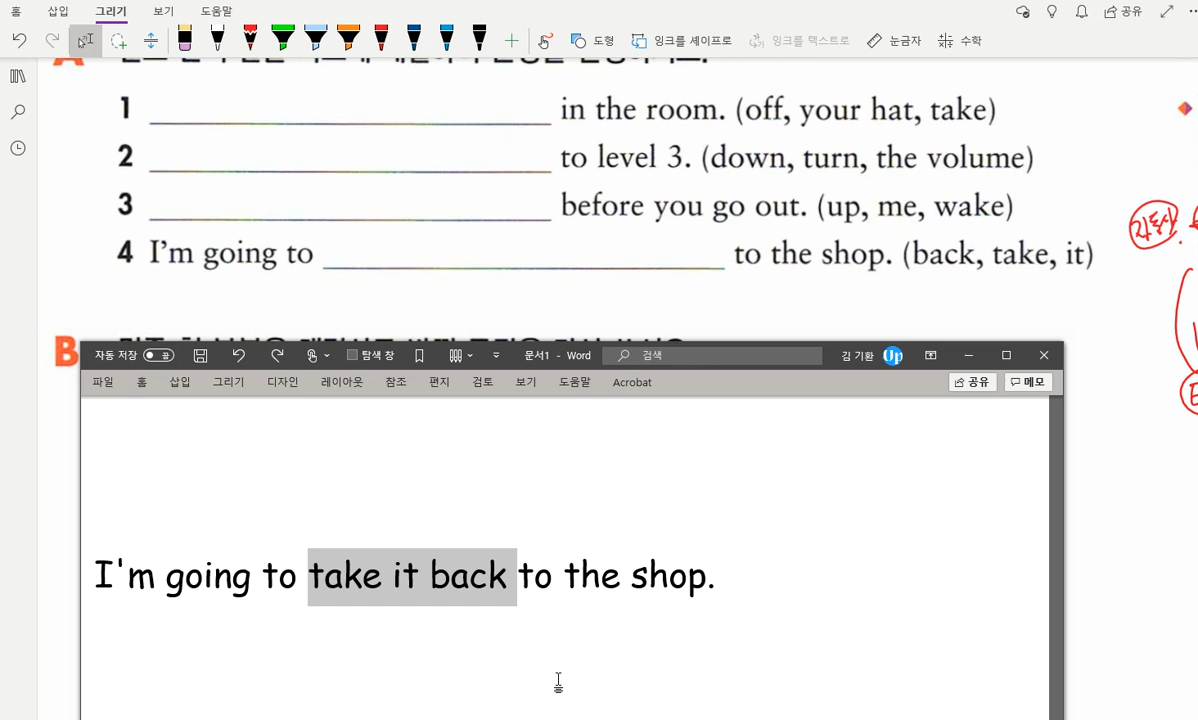 홈 삽입 그리기 보기 도움말
공유
도형 잉크를 셰이프로 잉크를 텍스트로 눈금자 수학
1 in the room. (off, your hat, take)
2 to level 3. (down, turn, the volume)
3 before you go out. (up, me, wake)
4 I'm going to to the shop. (back, take, it)
자동사
B
자동 저장 끔 탐색 창 문서1 - Word 검색 김 기환 Up
파일 홈 삽입 그리기 디자인 레이아웃 참조 편지 검토 보기 도움말 Acrobat 공유 메모
I'm going to take it back to the shop.